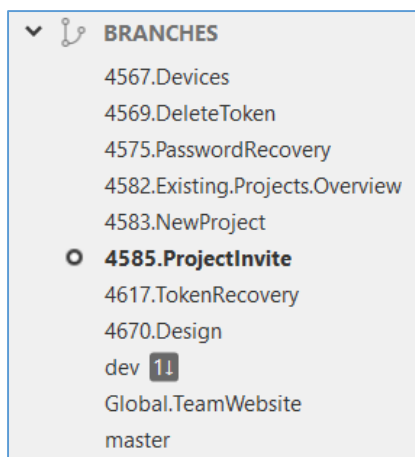 BRANCHES
4567.Devices
4569.DeleteToken
4575.PasswordRecovery
4582.Existing.Projects.Overview
4583.NewProject
4585.ProjectInvite
4617.TokenRecovery
4670.Design
dev 1↓
Global.TeamWebsite
master